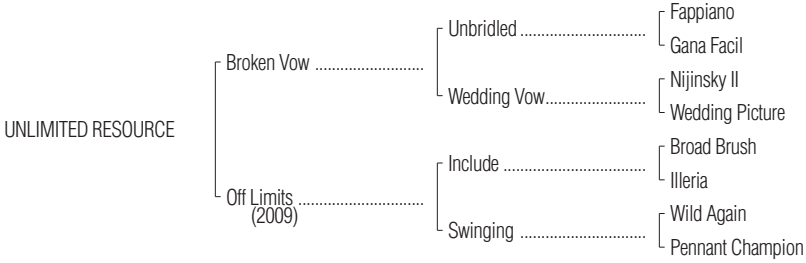 Fappiano
Unbridled ..............................
Gana Facil
Broken Vow ..........................
Nijinsky II
Wedding Vow........................
Wedding Picture
UNLIMITED RESOURCE
Broad Brush
Include ..................................
Illeria
Off Limits ..............................
(2009)
Wild Again
Swinging ..............................
Pennant Champion